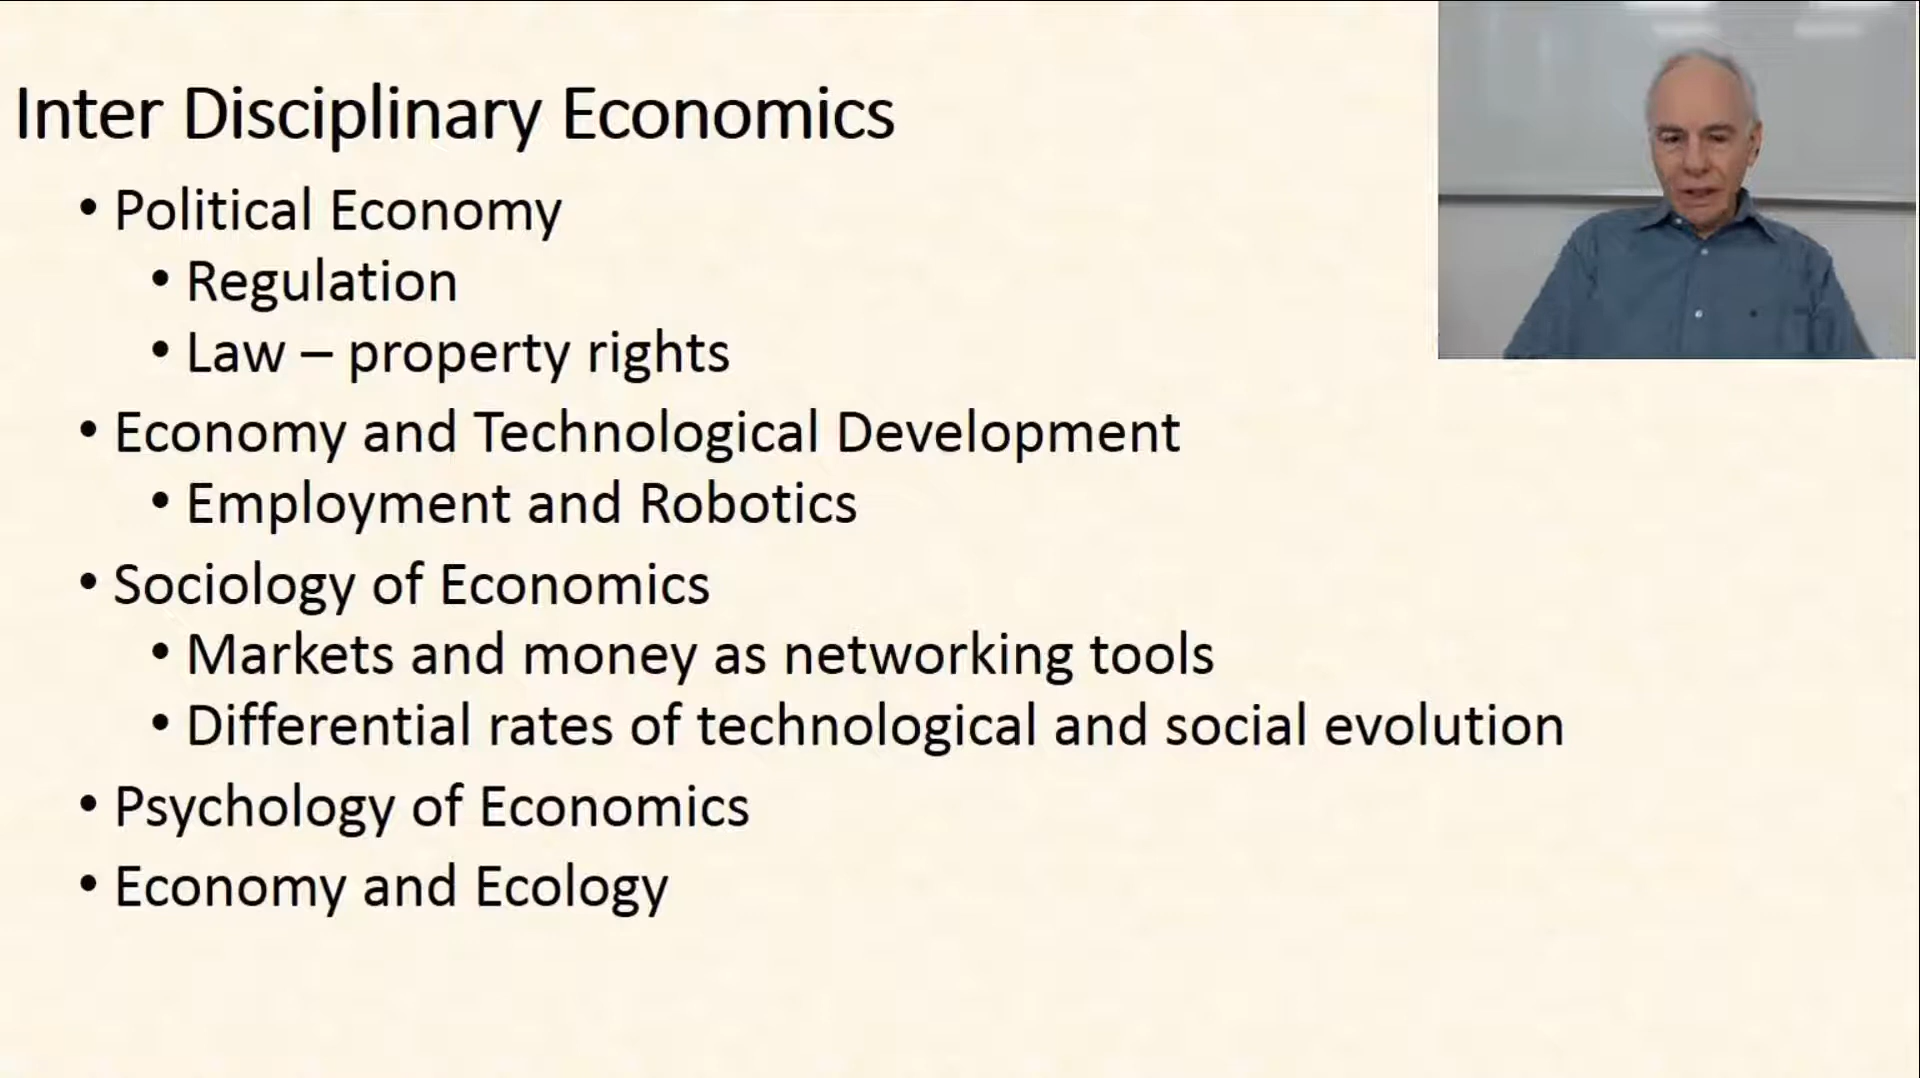 Inter Disciplinary Economics
• Political Economy
• Regulation
• Law – property rights
• Economy and Technological Development
• Employment and Robotics
• Sociology of Economics
• Markets and money as networking tools
• Differential rates of technological and social evolution
• Psychology of Economics
• Economy and Ecology